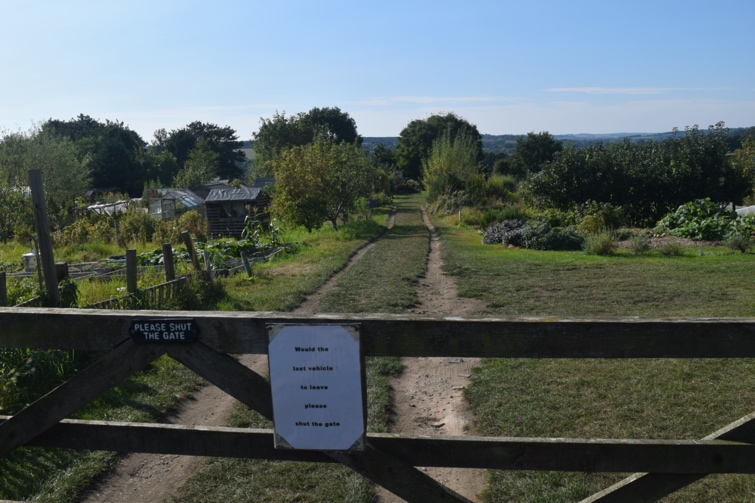 PLEASE SHUT
THE GATE
Would the
last vehicle
to leave
please
shut the gate